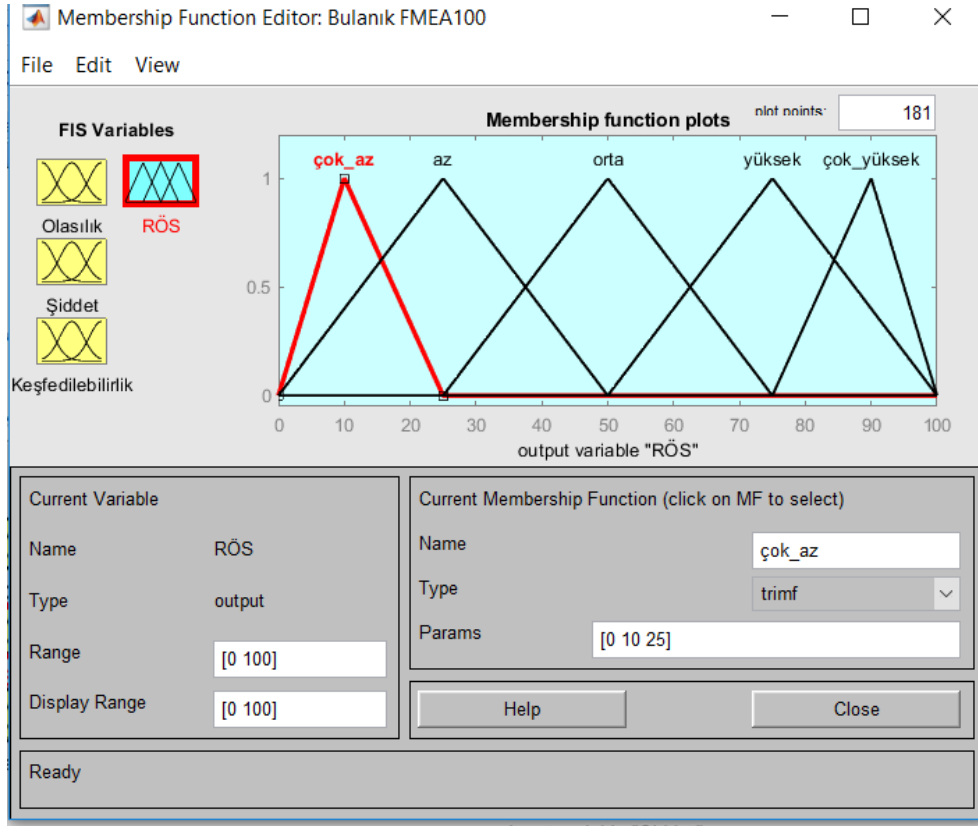 Membership Function Editor: Bulanık FMEA100
File Edit View
FIS Variables
Olasılık
RÖS
Şiddet
Keşfedilebilirlik
Membership function plots
plot points:
181
çok_az az orta yüksek çok_yüksek
1
0.5
0
0 10 20 30 40 50 60 70 80 90 100
output variable "RÖS"
Current Variable
Name RÖS
Type output
Range [0 100]
Display Range [0 100]
Current Membership Function (click on MF to select)
Name çok_az
Type trimf
Params [0 10 25]
Help Close
Ready